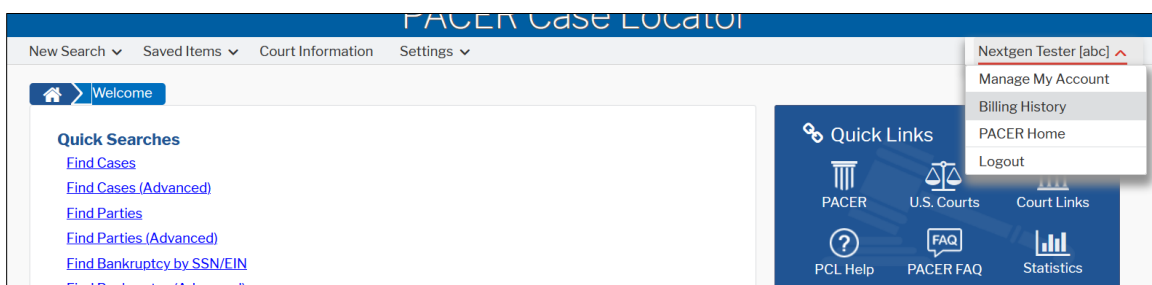 PACER Case Locator
New Search Saved Items Court Information Settings Nextgen Tester [abc]
Manage My Account
Billing History
PACER Home
Logout
Welcome
Quick Searches
Find Cases
Find Cases (Advanced)
Find Parties
Find Parties (Advanced)
Find Bankruptcy by SSN/EIN
Quick Links
PACER U.S. Courts Court Links
FAQ
PCL Help PACER FAQ Statistics